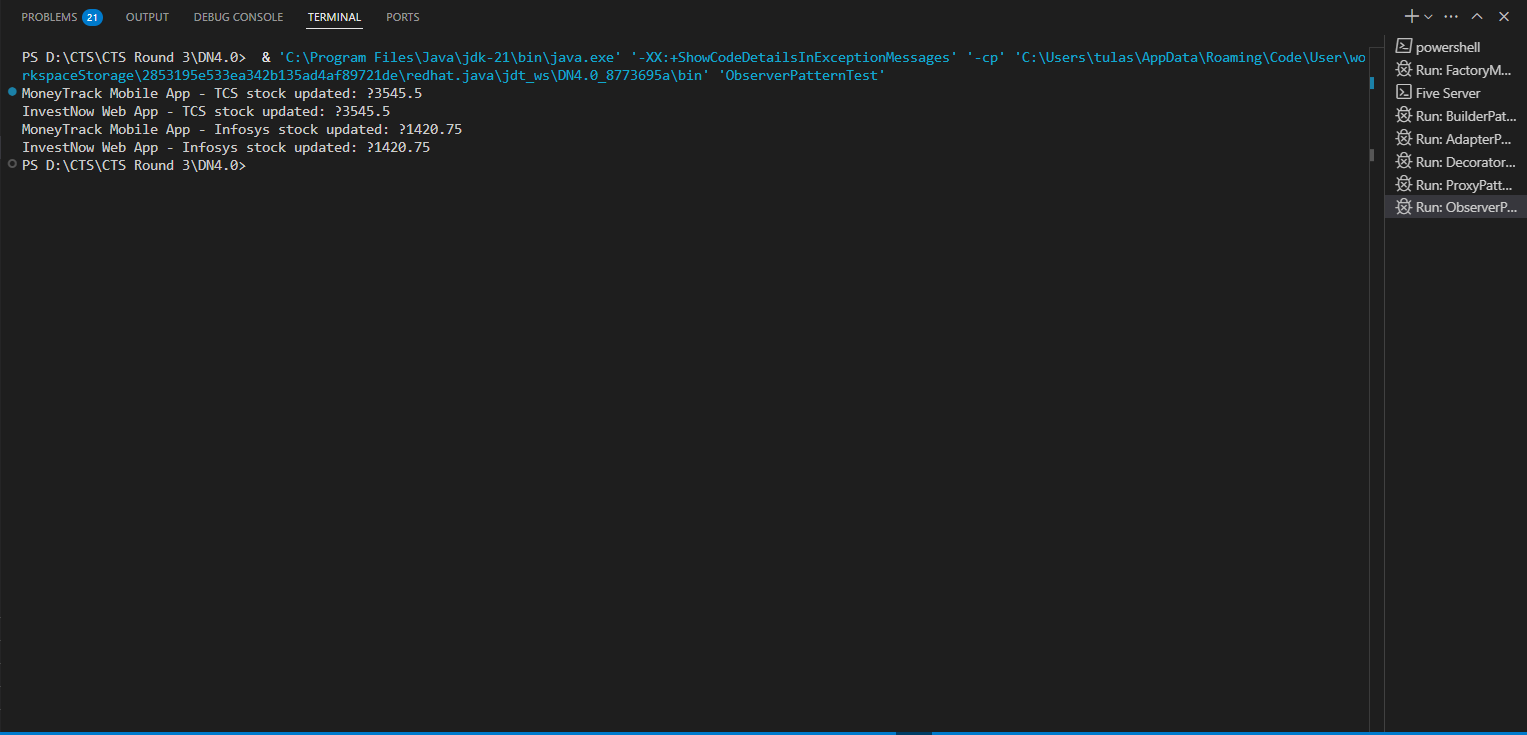 PROBLEMS 21 OUTPUT DEBUG CONSOLE TERMINAL PORTS
PS D:\CTS\CTS Round 3\DN4.0>  & 'C:\Program Files\Java\jdk-21\bin\java.exe' '-XX:+ShowCodeDetailsInExceptionMessages' '-cp' 'C:\Users\tulas\AppData\Roaming\Code\User\wo
rkspaceStorage\2853195e533ea342b135ad4af89721de\redhat.java\jdt_ws\DN4.0_8773695a\bin' 'ObserverPatternTest'
MoneyTrack Mobile App - TCS stock updated: ?3545.5
InvestNow Web App - TCS stock updated: ?3545.5
MoneyTrack Mobile App - Infosys stock updated: ?1420.75
InvestNow Web App - Infosys stock updated: ?1420.75
PS D:\CTS\CTS Round 3\DN4.0>
powershell
Run: FactoryM...
Five Server
Run: BuilderPat...
Run: AdapterP...
Run: Decorator...
Run: ProxyPatt...
Run: ObserverP...